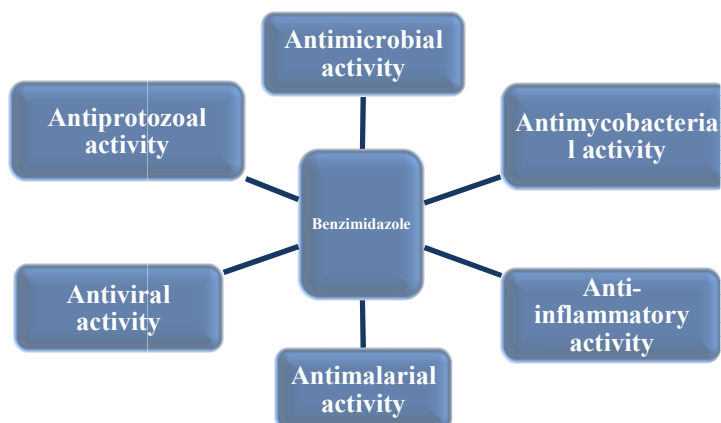 Antimicrobial
activity
Antiprotozoal
activity
Antimycobacteria
l activity
Benzimidazole
Antiviral
activity
Anti-
inflammatory
activity
Antimalarial
activity